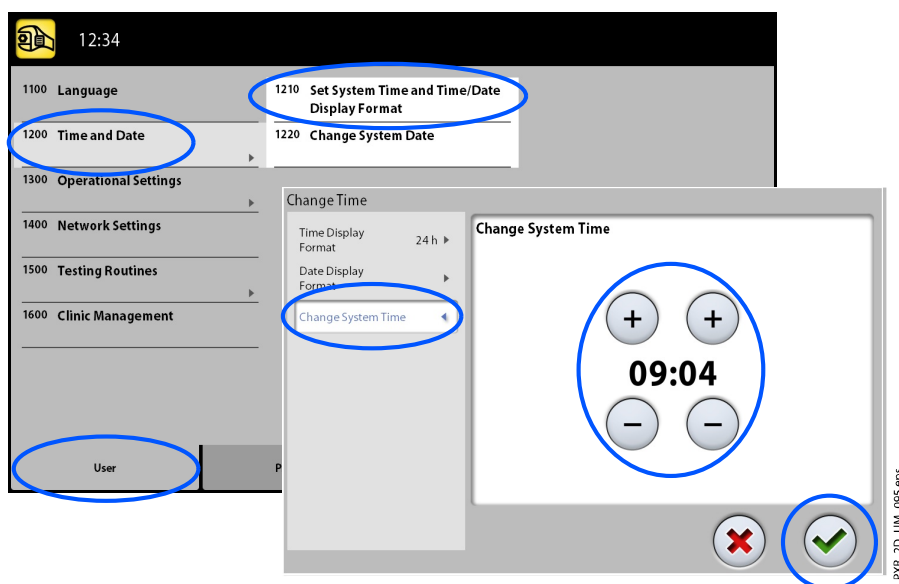 12:34
1100 Language
1200 Time and Date
1300 Operational Settings
1400 Network Settings
1500 Testing Routines
1600 Clinic Management
1210 Set System Time and Time/Date
Display Format
1220 Change System Date
User
P
Change Time
Time Display
Format
24 h
Date Display
Format
Change System Time
Change System Time
+ +
09:04
− −